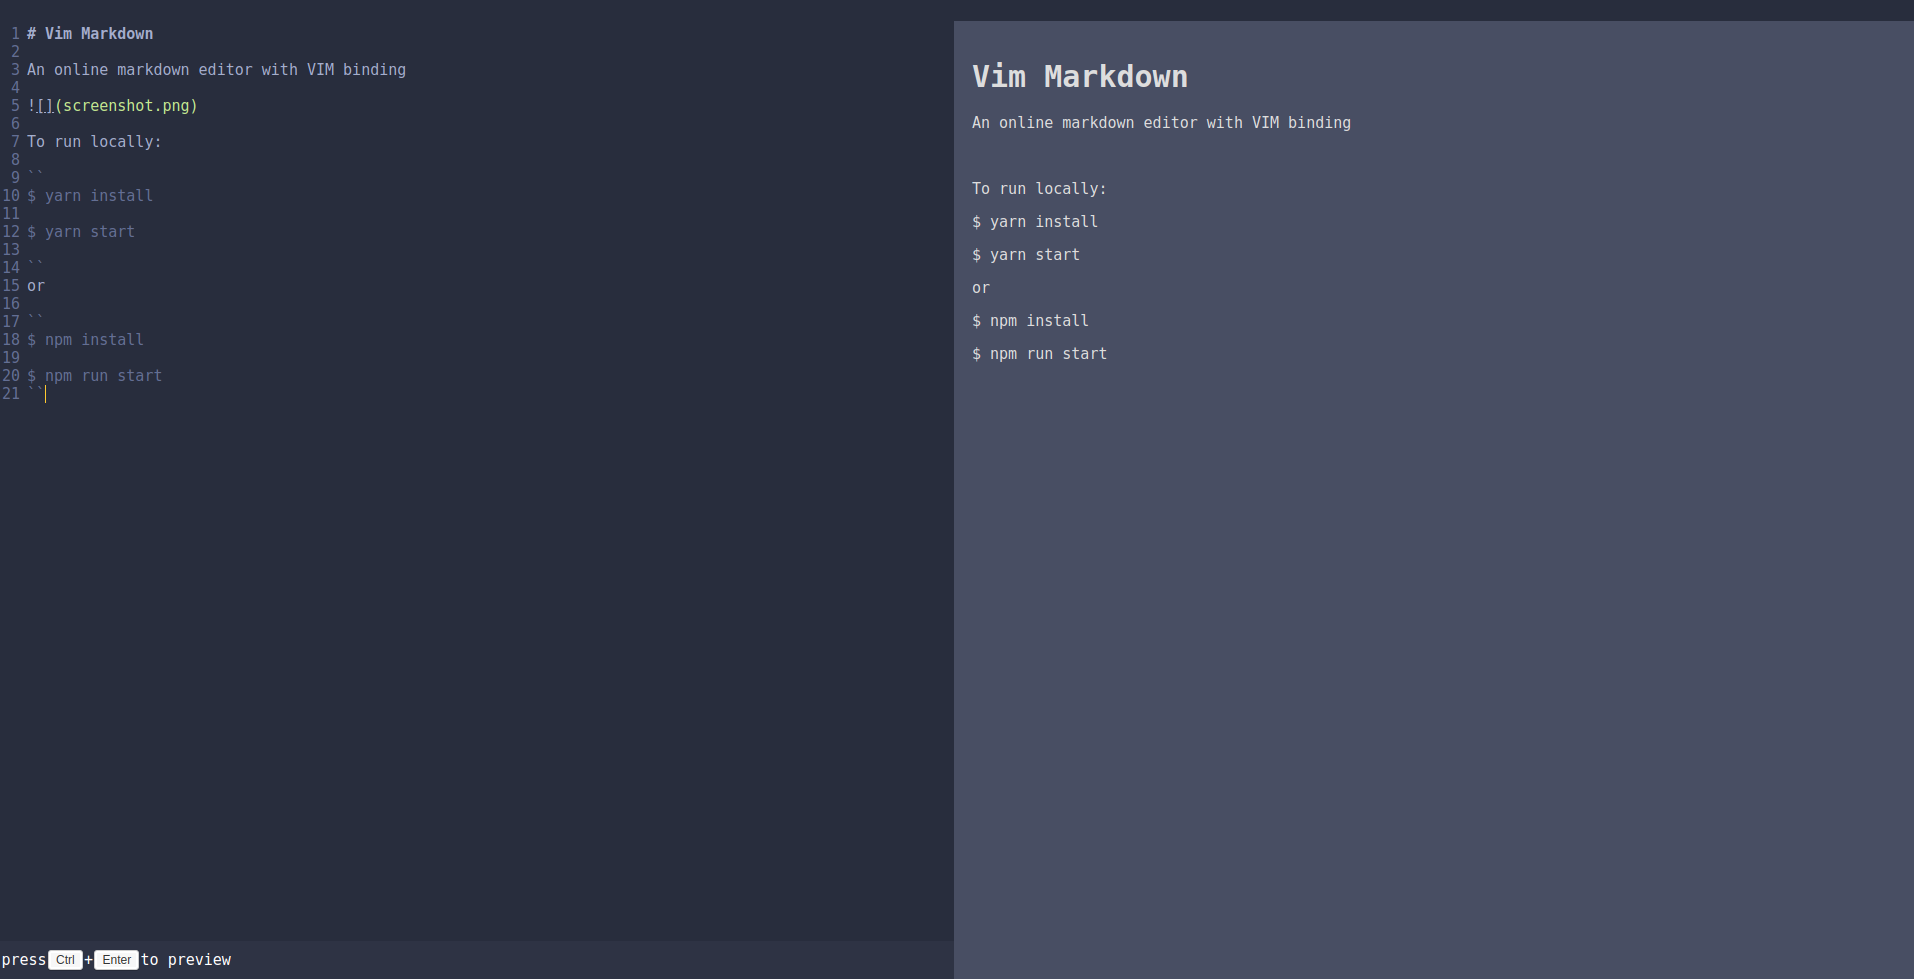 1 # Vim Markdown
2
3 An online markdown editor with VIM binding
4
5 ![](screenshot.png)
6
7 To run locally:
8
9 ``
10 $ yarn install
11
12 $ yarn start
13
14 ``
15 or
16
17 ``
18 $ npm install
19
20 $ npm run start
21 ``
press Ctrl + Enter to preview
Vim Markdown
An online markdown editor with VIM binding
To run locally:
$ yarn install
$ yarn start
or
$ npm install
$ npm run start